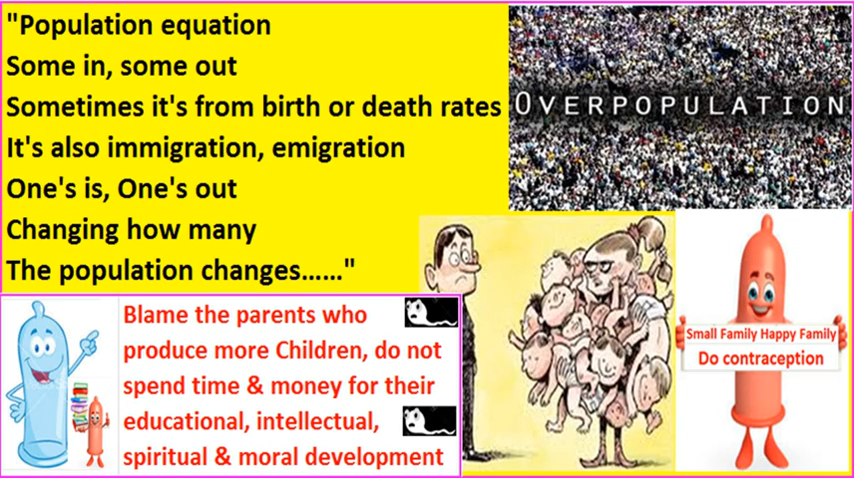 "Population equation
Some in, some out
Sometimes it's from birth or death rates
It's also immigration, emigration
One's is, One's out
Changing how many
The population changes......"
OVERPOPULATION
Blame the parents who
produce more Children, do not
spend time & money for their
educational, intellectual,
spiritual & moral development
Small Family Happy Family
Do contraception